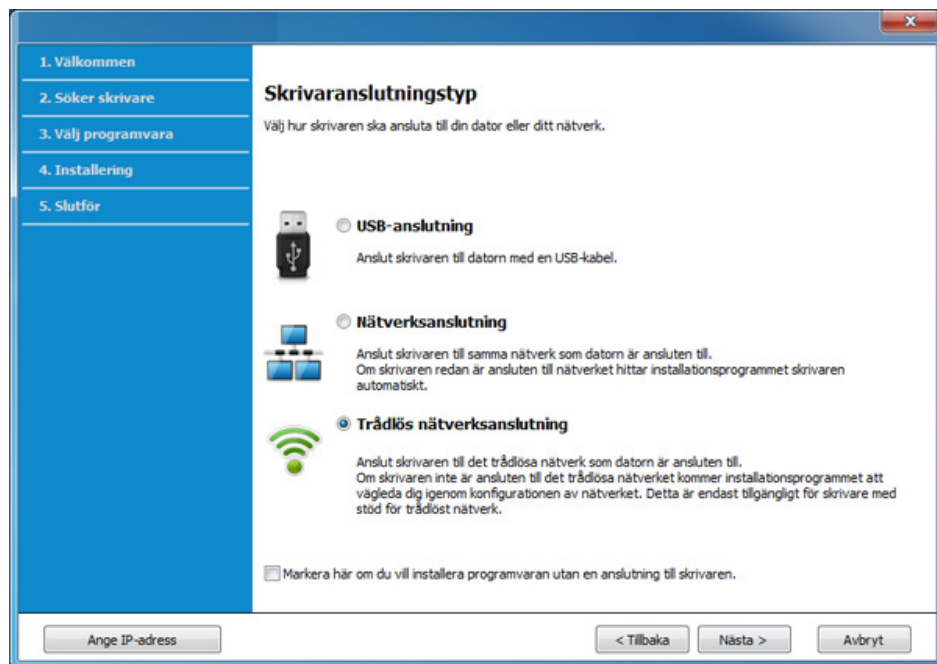 1. Välkommen
2. Söker skrivare
3. Välj programvara
4. Installering
5. Slutför
Skrivaranslutningstyp
Välj hur skrivaren ska ansluta till din dator eller ditt nätverk.
USB-anslutning
Anslut skrivaren till datorn med en USB-kabel.
Nätverksanslutning
Anslut skrivaren till samma nätverk som datorn är ansluten till.
Om skrivaren redan är ansluten till nätverket hittar installationsprogrammet skrivaren
automatiskt.
Trådlös nätverksanslutning
Anslut skrivaren till det trådlösa nätverk som datorn är ansluten till.
Om skrivaren inte är ansluten till det trådlösa nätverket kommer installationsprogrammet att
vägleda dig igenom konfigurationen av nätverket. Detta är endast tillgängligt för skrivare med
stöd för trådlöst nätverk.
Markera här om du vill installera programvaran utan en anslutning till skrivaren.
Ange IP-adress
< Tillbaka
Nästa >
Avbryt